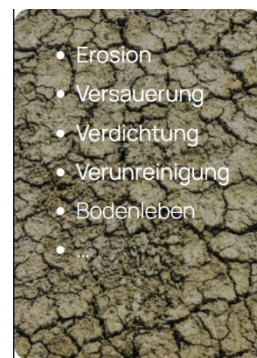 • Erosion
• Versauerung
• Verdichtung
• Verunreinigung
• Bodenleben
• ...